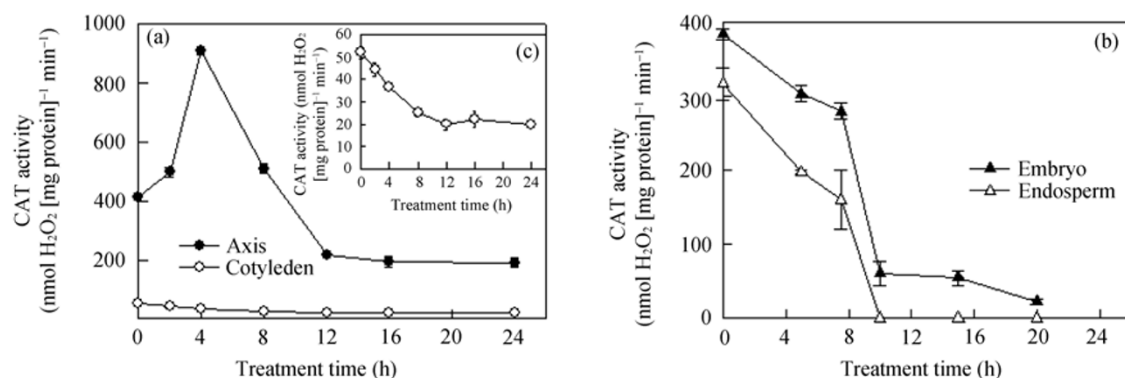 (a)
CAT activity
(nmol H₂O₂ [mg protein]⁻¹ min⁻¹)
1000
800
600
400
200
0 4 8 12 16 20 24
Treatment time (h)
Axis
Cotyleden
(c)
CAT activity (nmol H₂O₂
[mg protein]⁻¹ min⁻¹)
60
50
40
30
20
10
0
0 4 8 12 16 20 24
Treatment time (h)
(b)
CAT activity
(nmol H₂O₂ [mg protein]⁻¹ min⁻¹)
400
300
200
100
0
0 4 8 12 16 20 24
Treatment time (h)
Embryo
Endosperm